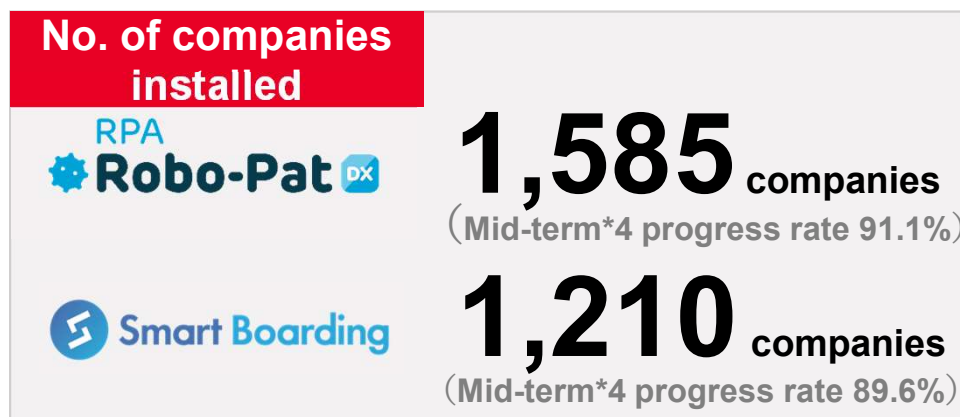 No. of companies
installed
RPA
Robo-Pat DX
1,585 companies
（Mid-term*4 progress rate 91.1%）
Smart Boarding
1,210 companies
（Mid-term*4 progress rate 89.6%）